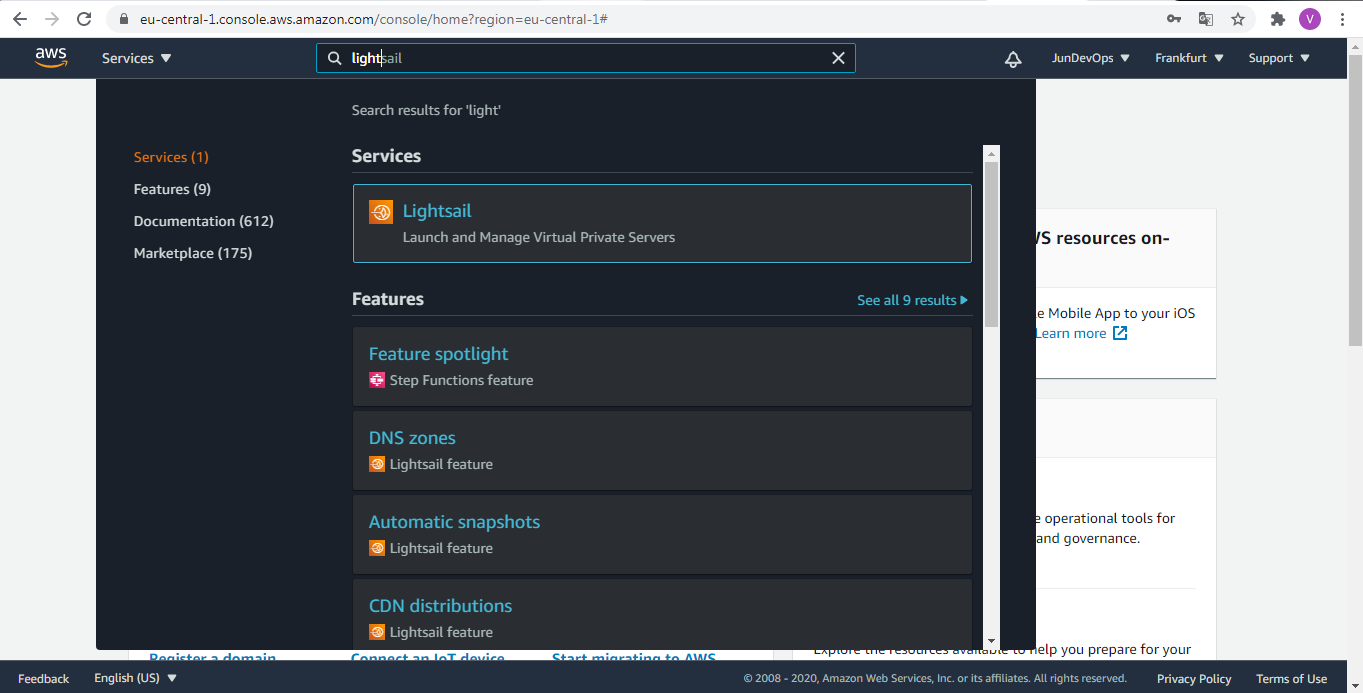 eu-central-1.console.aws.amazon.com/console/home?region=eu-central-1#
V
aws
Services
lightsail
JunDevOps
Frankfurt
Support
Search results for 'light'
Services (1)
Features (9)
Documentation (612)
Marketplace (175)
Services
Lightsail
Launch and Manage Virtual Private Servers
Features
See all 9 results
Feature spotlight
Step Functions feature
DNS zones
Lightsail feature
Automatic snapshots
Lightsail feature
CDN distributions
Lightsail feature
WS resources on-
e Mobile App to your iOS
Learn more
e operational tools for
and governance.
Register a domain
Connect an IoT device
Start migrating to AWS
Explore the resources available to help you prepare for your
Feedback
English (US)
© 2008 - 2020, Amazon Web Services, Inc. or its affiliates. All rights reserved.
Privacy Policy
Terms of Use